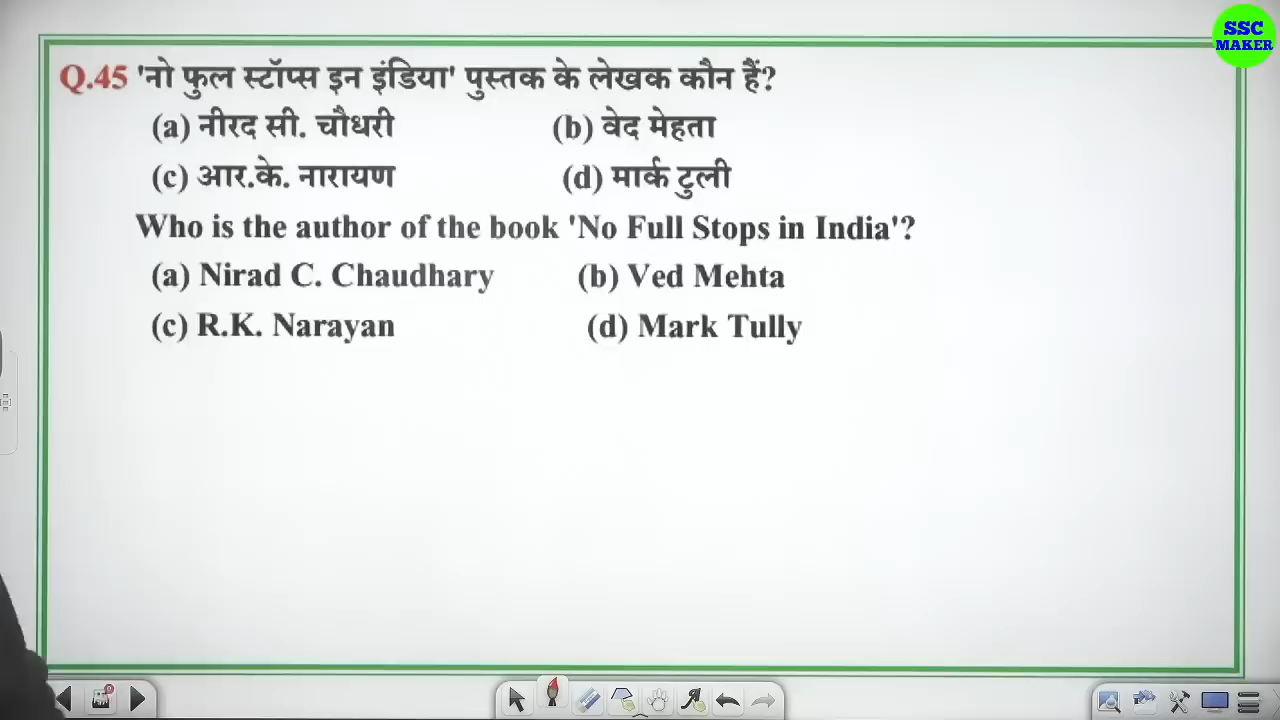 SSC
MAKER
Q.45 'नो फुल स्टॉप्स इन इंडिया' पुस्तक के लेखक कौन हैं?
(a) नीरद सी. चौधरी (b) वेद मेहता
(c) आर.के. नारायण (d) मार्क टुली
Who is the author of the book 'No Full Stops in India'?
(a) Nirad C. Chaudhary (b) Ved Mehta
(c) R.K. Narayan (d) Mark Tully